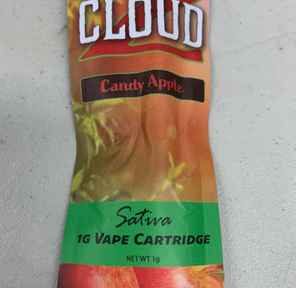 CLOUD
Candy Apple
Sativa
1G VAPE CARTRIDGE
NET WT 1g